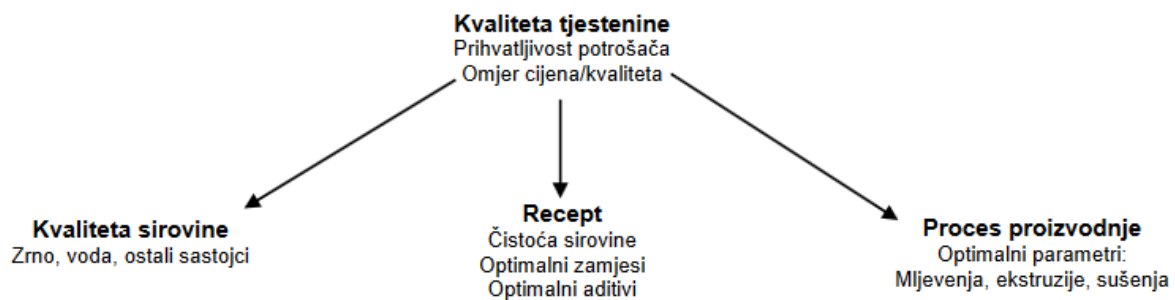 Kvaliteta tjestenine
Prihvatljivost potrošača
Omjer cijena/kvaliteta
Kvaliteta sirovine
Zrno, voda, ostali sastojci
Recept
Čistoća sirovine
Optimalni zamjesi
Optimalni aditivi
Proces proizvodnje
Optimalni parametri:
Mljevenja, ekstruzije, sušenja